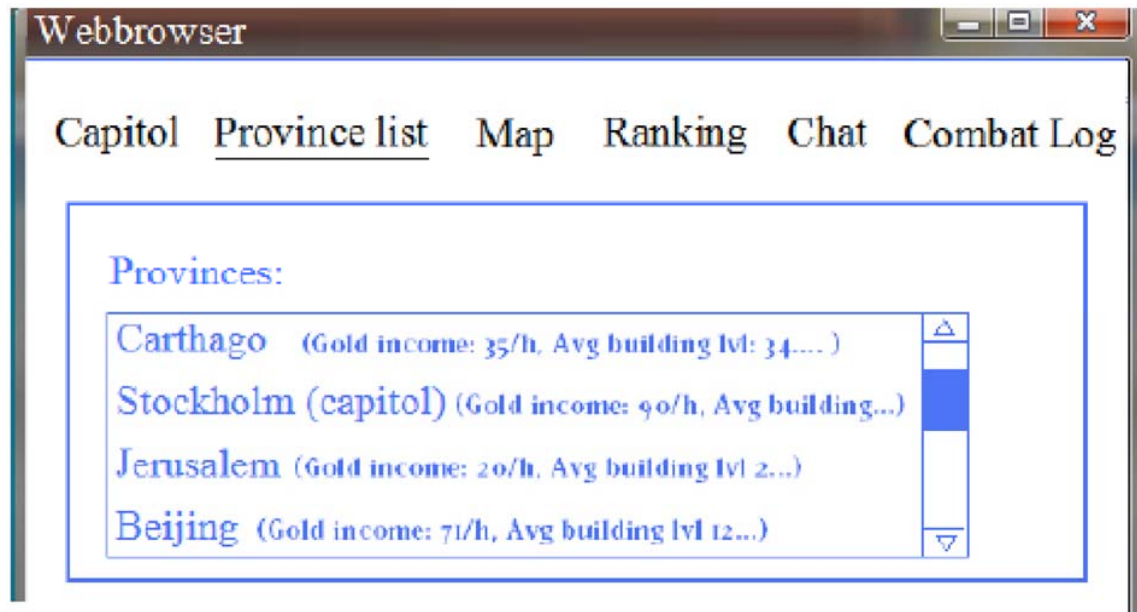 Webbrowser
Capitol Province list Map Ranking Chat Combat Log
Provinces:
Carthago (Gold income: 35/h, Avg building lvl: 34.... )
Stockholm (capitol) (Gold income: 90/h, Avg building...)
Jerusalem (Gold income: 20/h, Avg building lvl 2...)
Beijing (Gold income: 71/h, Avg building lvl 12...)